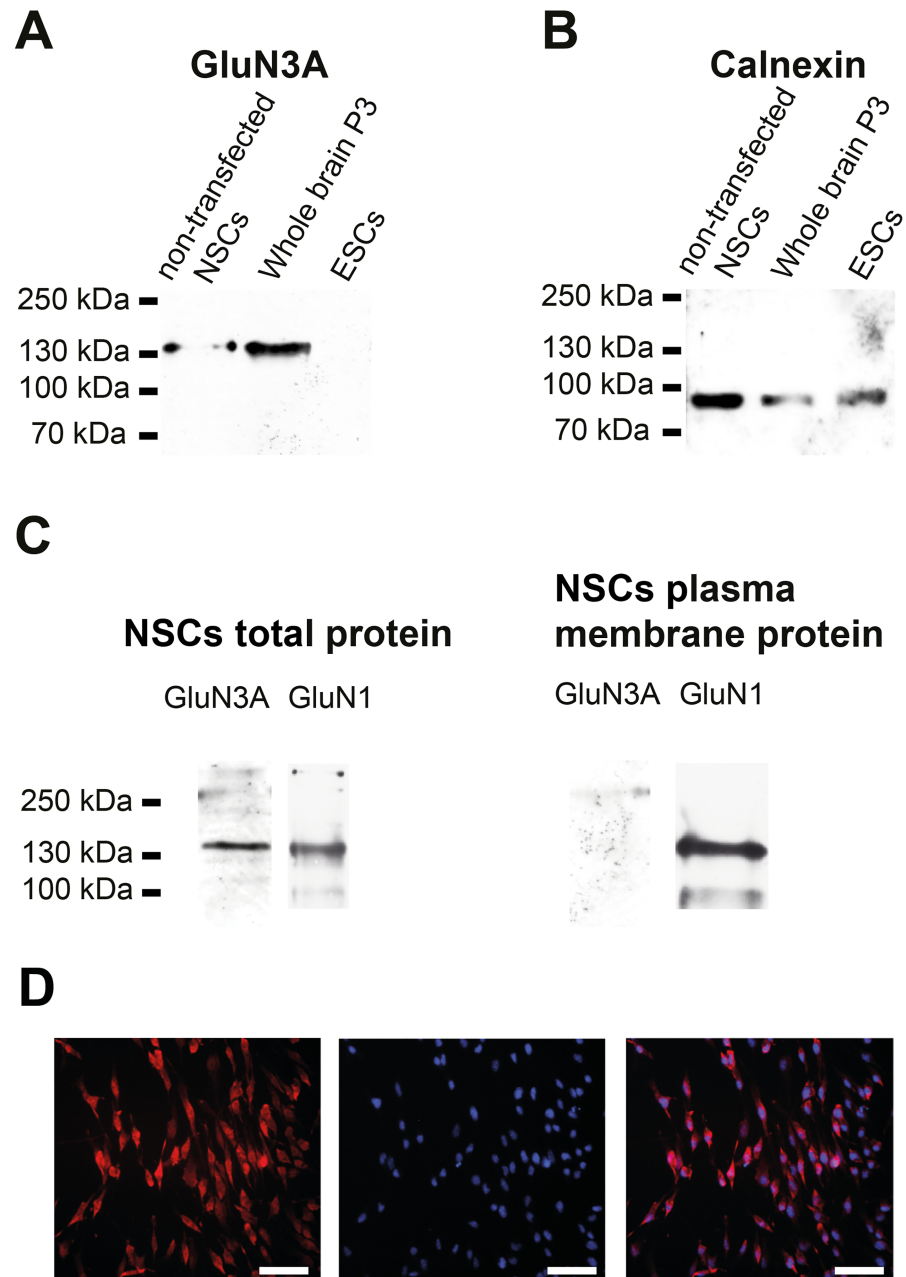 A
GluN3A
non-transfected
NSCs
Whole brain P3
ESCs
250 kDa
130 kDa
100 kDa
70 kDa
B
Calnexin
non-transfected
NSCs
Whole brain P3
ESCs
250 kDa
130 kDa
100 kDa
70 kDa
C
NSCs total protein
GluN3A GluN1
250 kDa
130 kDa
100 kDa
NSCs plasma
membrane protein
GluN3A GluN1
D